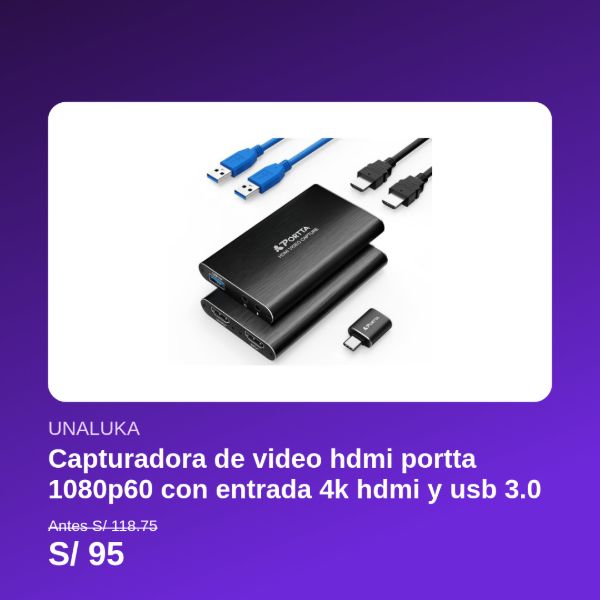 PORTTA
HDMI VIDEO CAPTURE
PORTTA
UNALUKA
Capturadora de video hdmi portta
1080p60 con entrada 4k hdmi y usb 3.0
Antes S/ 118.75
S/ 95